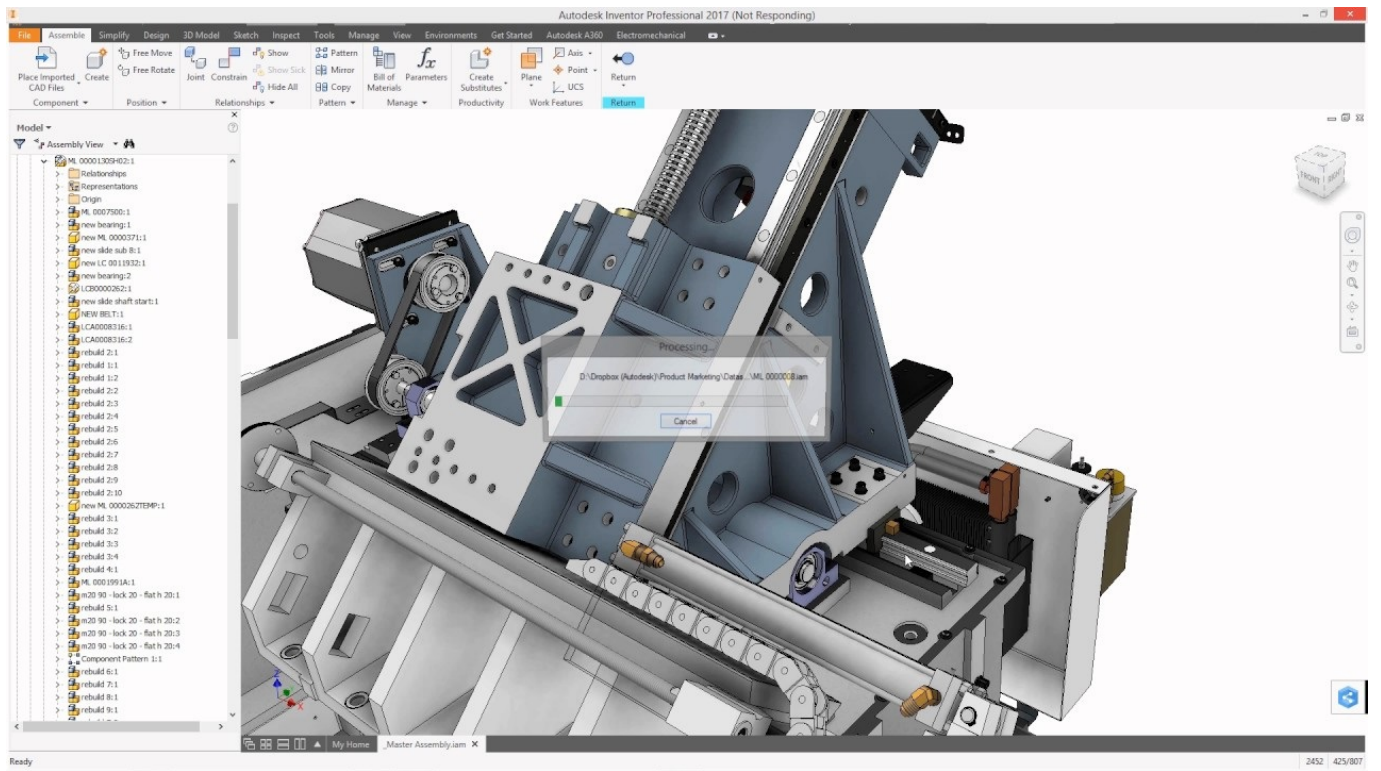 Autodesk Inventor Professional 2017 (Not Responding)
File Assemble Simplify Design 3D Model Sketch Inspect Tools Manage View Environments Get Started Autodesk A360 Electromechanical
Free Move Show Pattern Axis
Free Rotate Show Sick Mirror Point
Place Imported CAD Files Create Joint Constrain Hide All Copy Bill of Materials Parameters Create Substitutes Plane UCS Return
Component Position Relationships Pattern Manage Productivity Work Features Return
Model
Assembly View
ML 0000130SH02:1
Relationships
Representations
Origin
ML 0007500:1
new bearing:1
new ML 0000371:1
new slide sub B:1
new LC 0011932:1
new bearing:2
LCB0000262:1
new slide shaft start:1
NEW BELT:1
LCA0008316:1
LCA0008316:2
rebuild 2:1
rebuild 1:1
rebuild 1:2
rebuild 2:2
rebuild 2:3
rebuild 2:4
rebuild 2:5
rebuild 2:6
rebuild 2:7
rebuild 2:8
rebuild 2:9
rebuild 2:10
new ML 0000262TEMP:1
rebuild 3:1
rebuild 3:2
rebuild 3:3
rebuild 3:4
rebuild 4:1
ML 0001991A:1
m20 90 - lock 20 - flat h 20:1
rebuild 5:1
m20 90 - lock 20 - flat h 20:2
m20 90 - lock 20 - flat h 20:3
m20 90 - lock 20 - flat h 20:4
Component Pattern 1:1
rebuild 6:1
rebuild 7:1
rebuild 8:1
rebuild 9:1
TOP
FRONT RIGHT
Processing...
D:\Dropbox (Autodesk)\Product Marketing\Datas...\ML 0000008.iam
Cancel
Z
X
My Home _Master Assembly.iam X
Ready 2452 425/807